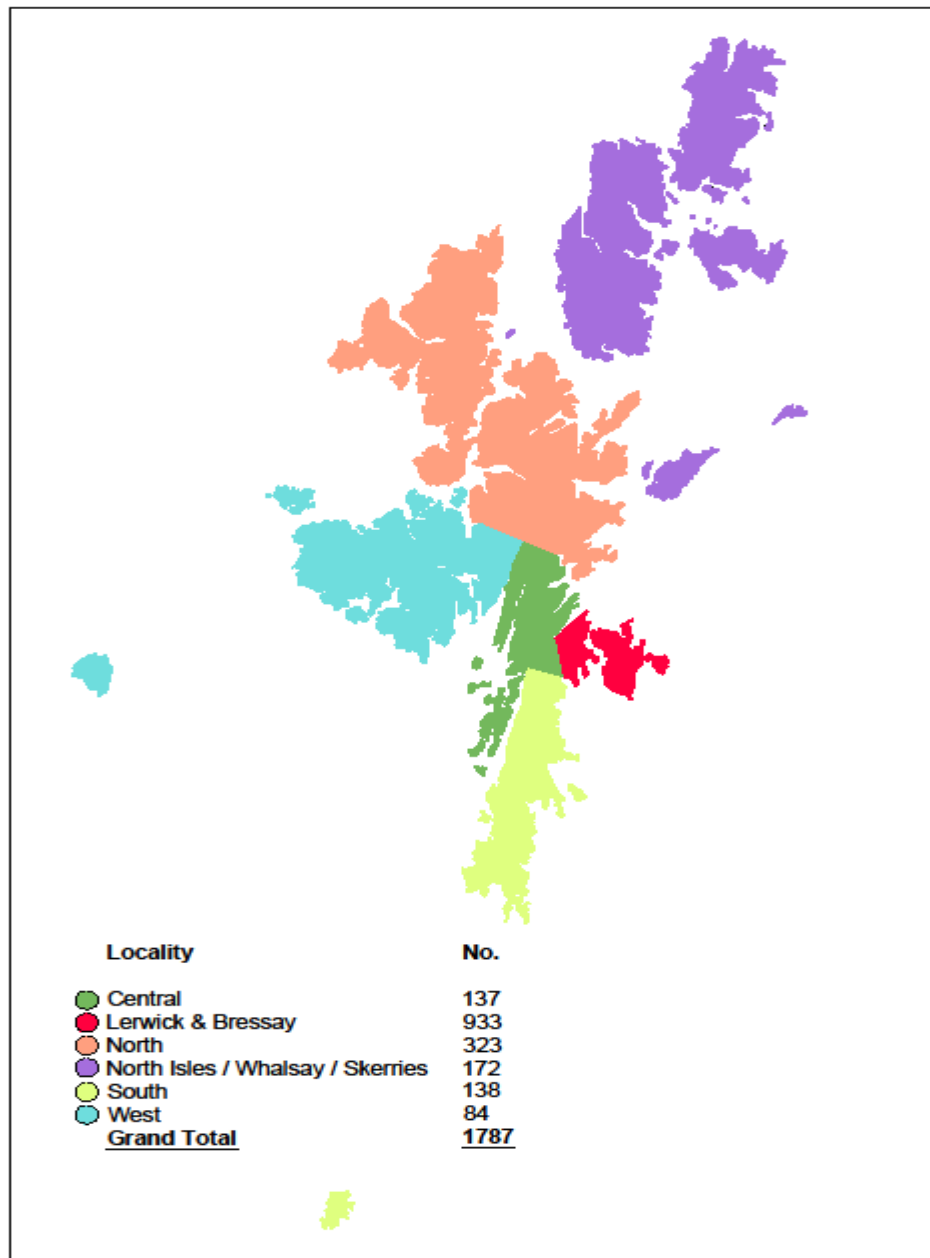 Locality No.
Central 137
Lerwick & Bressay 933
North 323
North Isles / Whalsay / Skerries 172
South 138
West 84
Grand Total 1787